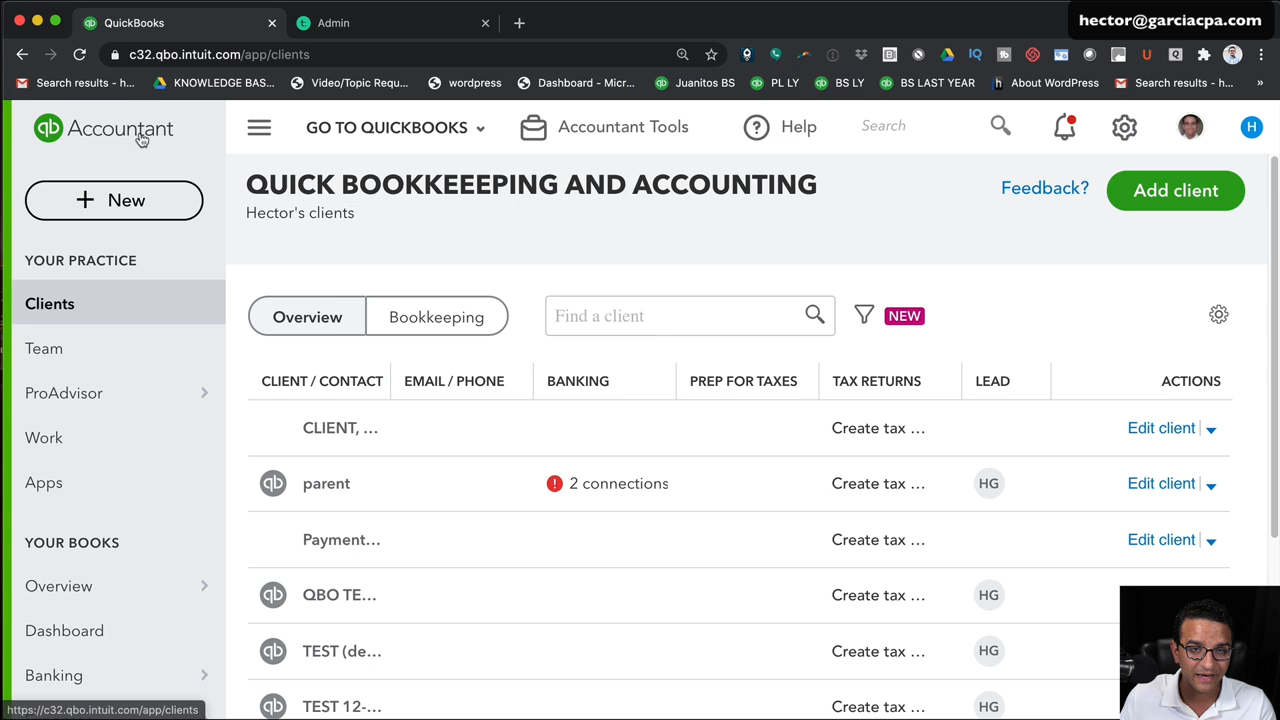 QuickBooks
Admin
hector@garciacpa.com
c32.qbo.intuit.com/app/clients
Search results - h...
KNOWLEDGE BAS...
Video/Topic Requ...
wordpress
Dashboard - Micr...
Juanitos BS
PL LY
BS LY
BS LAST YEAR
About WordPress
Search results - h...
»
qb Accountant
GO TO QUICKBOOKS
Accountant Tools
? Help
Search
H
+ New
YOUR PRACTICE
Clients
Team
ProAdvisor
Work
Apps
YOUR BOOKS
Overview
Dashboard
Banking
QUICK BOOKKEEEPING AND ACCOUNTING
Hector's clients
Feedback?
Add client
Overview
Bookkeeping
Find a client
NEW
CLIENT / CONTACT EMAIL / PHONE BANKING PREP FOR TAXES TAX RETURNS LEAD ACTIONS
CLIENT, ... Create tax ... Edit client
qb parent ! 2 connections Create tax ... HG Edit client
Payment... Create tax ... Edit client
qb QBO TE... Create tax ... HG
qb TEST (de... Create tax ... HG
qb TEST 12-... Create tax ... HG
https://c32.qbo.intuit.com/app/clients